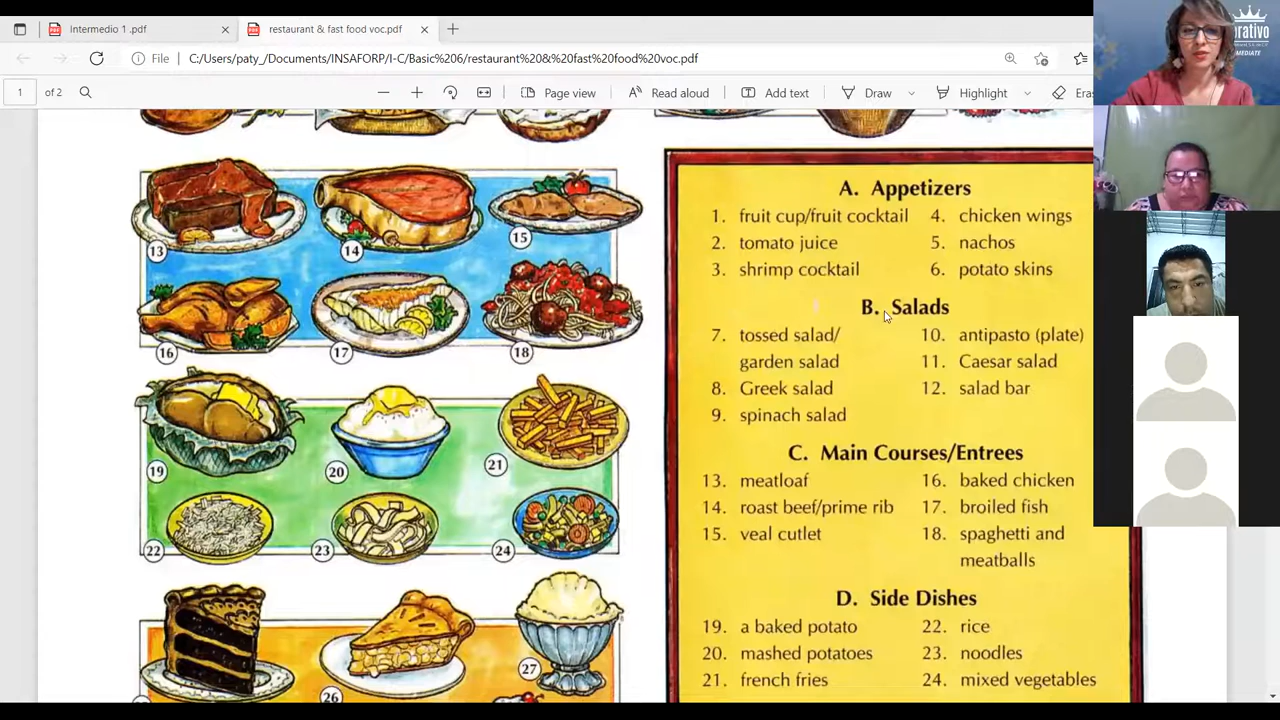 Intermedio 1 .pdf
restaurant & fast food voc.pdf
File
C:/Users/paty_/Documents/INSAFORP/I-C/Basic%206/restaurant%20&%20fast%20food%20voc.pdf
1 of 2
Page view
Read aloud
Add text
Draw
Highlight
Eras
MEDIATE
A. Appetizers
1. fruit cup/fruit cocktail
2. tomato juice
3. shrimp cocktail
4. chicken wings
5. nachos
6. potato skins
B. Salads
7. tossed salad/
garden salad
8. Greek salad
9. spinach salad
10. antipasto (plate)
11. Caesar salad
12. salad bar
C. Main Courses/Entrees
13. meatloaf
14. roast beef/prime rib
15. veal cutlet
16. baked chicken
17. broiled fish
18. spaghetti and
meatballs
D. Side Dishes
19. a baked potato
20. mashed potatoes
21. french fries
22. rice
23. noodles
24. mixed vegetables
13
14
15
16
17
18
19
20
21
22
23
24
26
27